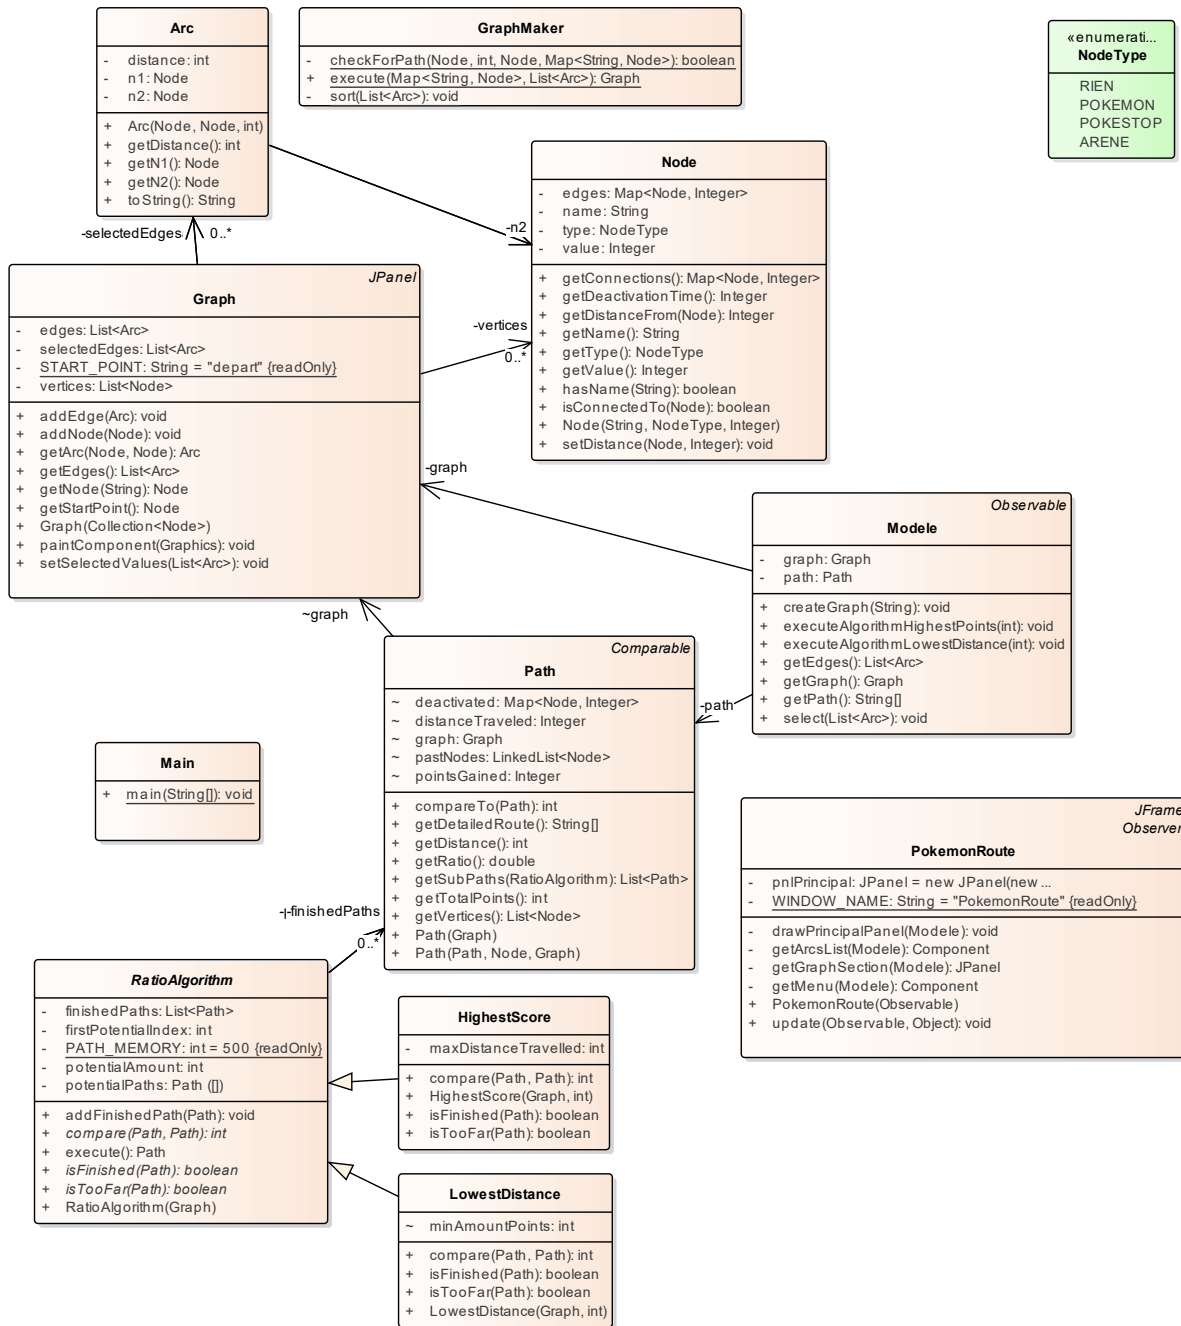 Arc
- distance: int
- n1: Node
- n2: Node
+ Arc(Node, Node, int)
+ getDistance(): int
+ getN1(): Node
+ getN2(): Node
+ toString(): String
GraphMaker
- checkForPath(Node, int, Node, Map<String, Node>): boolean
+ execute(Map<String, Node>, List<Arc>): Graph
- sort(List<Arc>): void
«enumerati...
NodeType
RIEN
POKEMON
POKESTOP
ARENE
Node
- edges: Map<Node, Integer>
- name: String
- type: NodeType
- value: Integer
+ getConnections(): Map<Node, Integer>
+ getDeactivationTime(): Integer
+ getDistanceFrom(Node): Integer
+ getName(): String
+ getType(): NodeType
+ getValue(): Integer
+ hasName(String): boolean
+ isConnectedTo(Node): boolean
+ Node(String, NodeType, Integer)
+ setDistance(Node, Integer): void
-n2
-selectedEdges
0..*
JPanel
Graph
- edges: List<Arc>
- selectedEdges: List<Arc>
- START_POINT: String = "depart" {readOnly}
- vertices: List<Node>
+ addEdge(Arc): void
+ addNode(Node): void
+ getArc(Node, Node): Arc
+ getEdges(): List<Arc>
+ getNode(String): Node
+ getStartPoint(): Node
+ Graph(Collection<Node>)
+ paintComponent(Graphics): void
+ setSelectedValues(List<Arc>): void
-vertices
0..*
-graph
Observable
Modele
- graph: Graph
- path: Path
+ createGraph(String): void
+ executeAlgorithmHighestPoints(int): void
+ executeAlgorithmLowestDistance(int): void
+ getEdges(): List<Arc>
+ getGraph(): Graph
+ getPath(): String[]
+ select(List<Arc>): void
~graph
Comparable
Path
~ deactivated: Map<Node, Integer>
~ distanceTraveled: Integer
~ graph: Graph
~ pastNodes: LinkedList<Node>
~ pointsGained: Integer
+ compareTo(Path): int
+ getDetailedRoute(): String[]
+ getDistance(): int
+ getRatio(): double
+ getSubPaths(RatioAlgorithm): List<Path>
+ getTotalPoints(): int
+ getVertices(): List<Node>
+ Path(Graph)
+ Path(Path, Node, Graph)
-path
Main
+ main(String[]): void
JFrame
Observer
PokemonRoute
- pnlPrincipal: JPanel = new JPanel(new ...
- WINDOW_NAME: String = "PokemonRoute" {readOnly}
- drawPrincipalPanel(Modele): void
- getArcsList(Modele): Component
- getGraphSection(Modele): JPanel
- getMenu(Modele): Component
+ PokemonRoute(Observable)
+ update(Observable, Object): void
-finishedPaths
0..*
RatioAlgorithm
- finishedPaths: List<Path>
- firstPotentialIndex: int
- PATH_MEMORY: int = 500 {readOnly}
- potentialAmount: int
- potentialPaths: Path ([])
+ addFinishedPath(Path): void
+ compare(Path, Path): int
+ execute(): Path
+ isFinished(Path): boolean
+ isTooFar(Path): boolean
+ RatioAlgorithm(Graph)
HighestScore
- maxDistanceTravelled: int
+ compare(Path, Path): int
+ HighestScore(Graph, int)
+ isFinished(Path): boolean
+ isTooFar(Path): boolean
LowestDistance
~ minAmountPoints: int
+ compare(Path, Path): int
+ isFinished(Path): boolean
+ isTooFar(Path): boolean
+ LowestDistance(Graph, int)